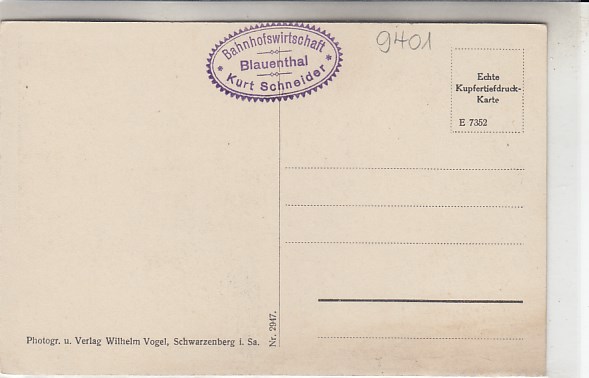 Bahnhofswirtschaft
Blauenthal
* Kurt Schneider *
9401
Echte
Kupfertiefdruck-
Karte
E 7352
Photogr. u. Verlag Wilhelm Vogel, Schwarzenberg i. Sa.
Nr. 2947.